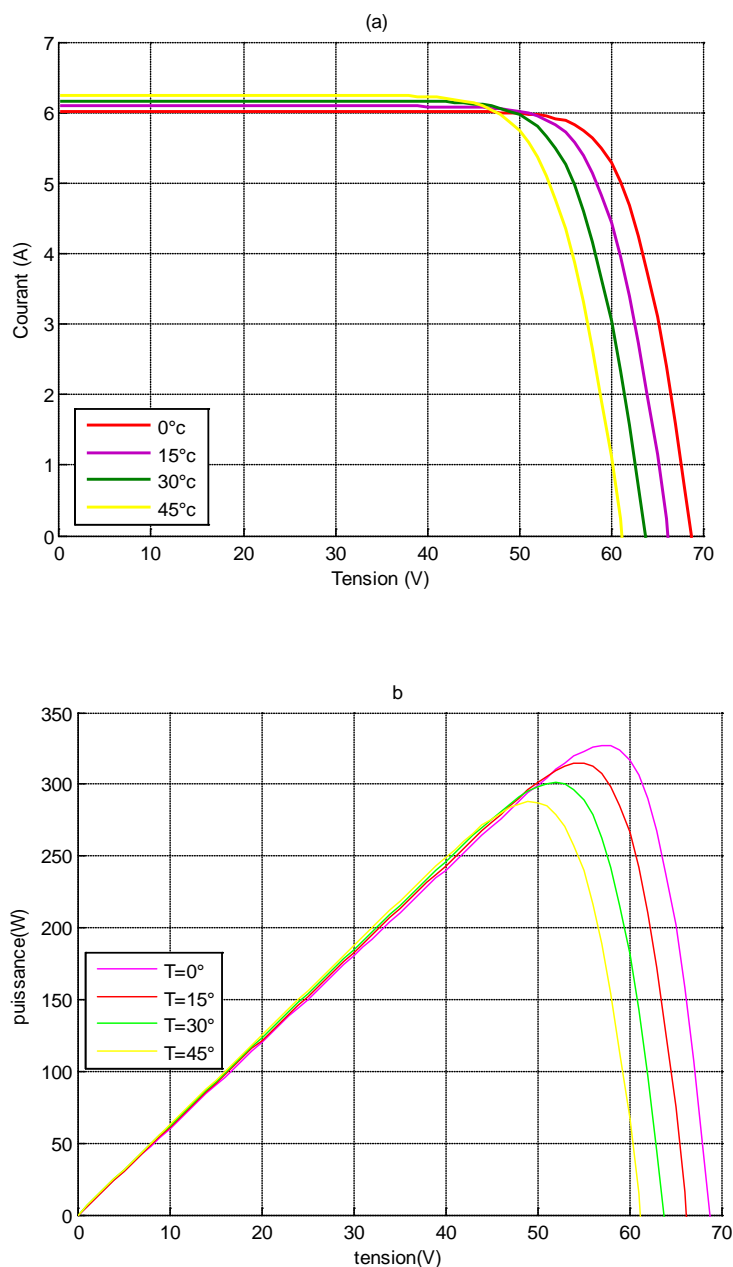 (a)
7
6
5
4
3
2
1
0
Courant (A)
0°c
15°c
30°c
45°c
0 10 20 30 40 50 60 70
Tension (V)
b
350
300
250
200
150
100
50
0
puissance(W)
T=0°
T=15°
T=30°
T=45°
0 10 20 30 40 50 60 70
tension(V)